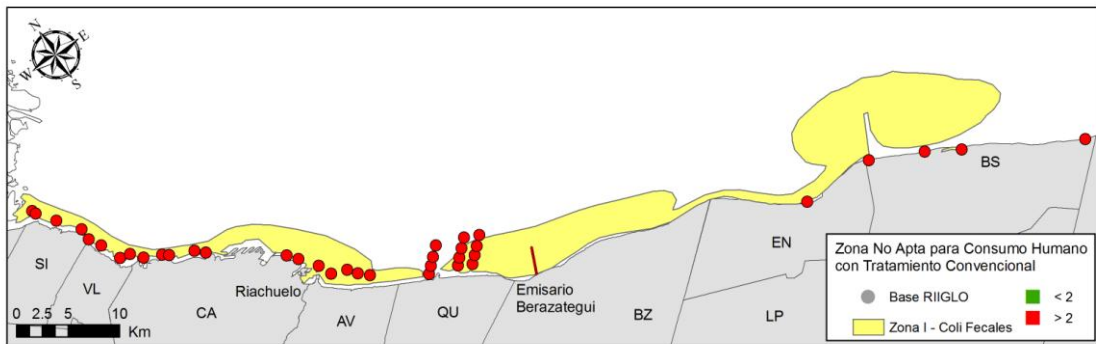 N
E
W
S
SI
VL
CA
Riachuelo
AV
QU
Emisario
Berazategui
BZ
EN
LP
BS
0 2.5 5 10
Km
Zona No Apta para Consumo Humano
con Tratamiento Convencional
Base RIIGLO
< 2
Zona I - Coli Fecales
> 2